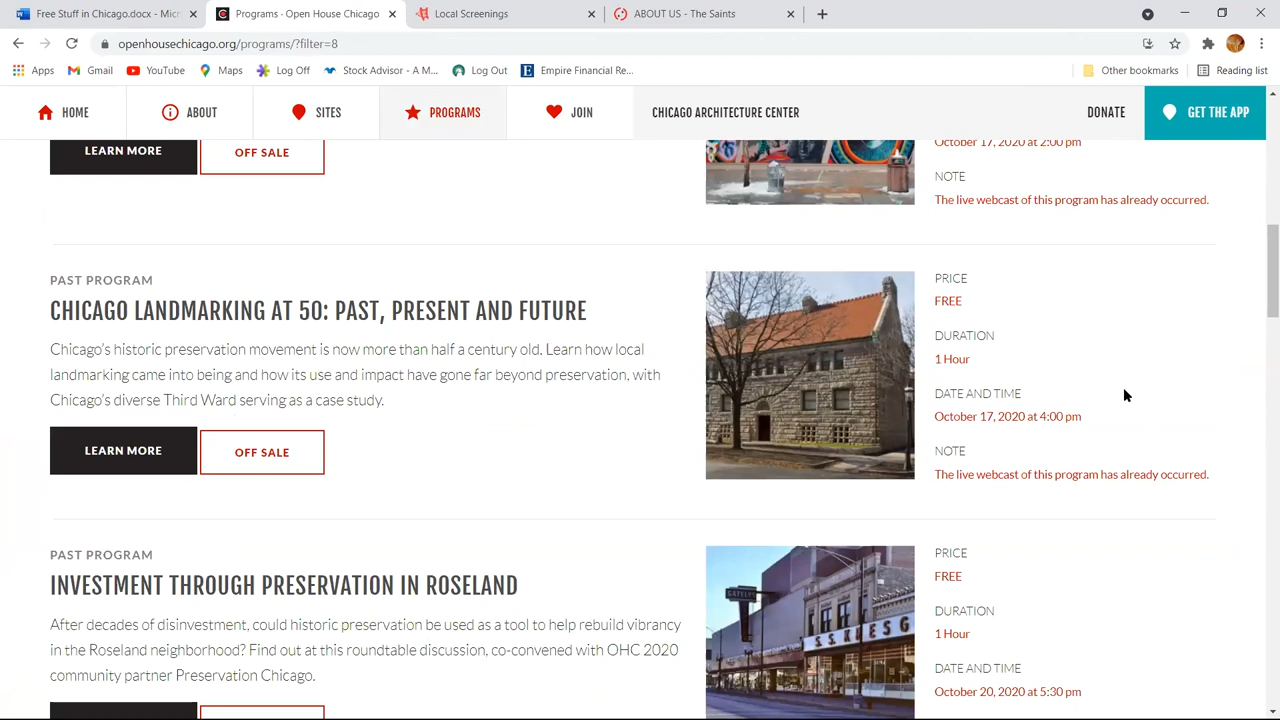 Free Stuff in Chicago.docx - Mic
Programs · Open House Chicago
Local Screenings
ABOUT US - The Saints
openhousechicago.org/programs/?filter=8
Apps Gmail YouTube Maps Log Off Stock Advisor - A M... Log Out Empire Financial Re... Other bookmarks Reading list
HOME ABOUT SITES PROGRAMS JOIN CHICAGO ARCHITECTURE CENTER DONATE GET THE APP
LEARN MORE OFF SALE
October 17, 2020 at 2:00 pm
NOTE
The live webcast of this program has already occurred.
PAST PROGRAM
CHICAGO LANDMARKING AT 50: PAST, PRESENT AND FUTURE
Chicago's historic preservation movement is now more than half a century old. Learn how local
landmarking came into being and how its use and impact have gone far beyond preservation, with
Chicago's diverse Third Ward serving as a case study.
LEARN MORE OFF SALE
PRICE
FREE
DURATION
1 Hour
DATE AND TIME
October 17, 2020 at 4:00 pm
NOTE
The live webcast of this program has already occurred.
PAST PROGRAM
INVESTMENT THROUGH PRESERVATION IN ROSELAND
After decades of disinvestment, could historic preservation be used as a tool to help rebuild vibrancy
in the Roseland neighborhood? Find out at this roundtable discussion, co-convened with OHC 2020
community partner Preservation Chicago.
GATELYS
S. S. KRESG
PRICE
FREE
DURATION
1 Hour
DATE AND TIME
October 20, 2020 at 5:30 pm